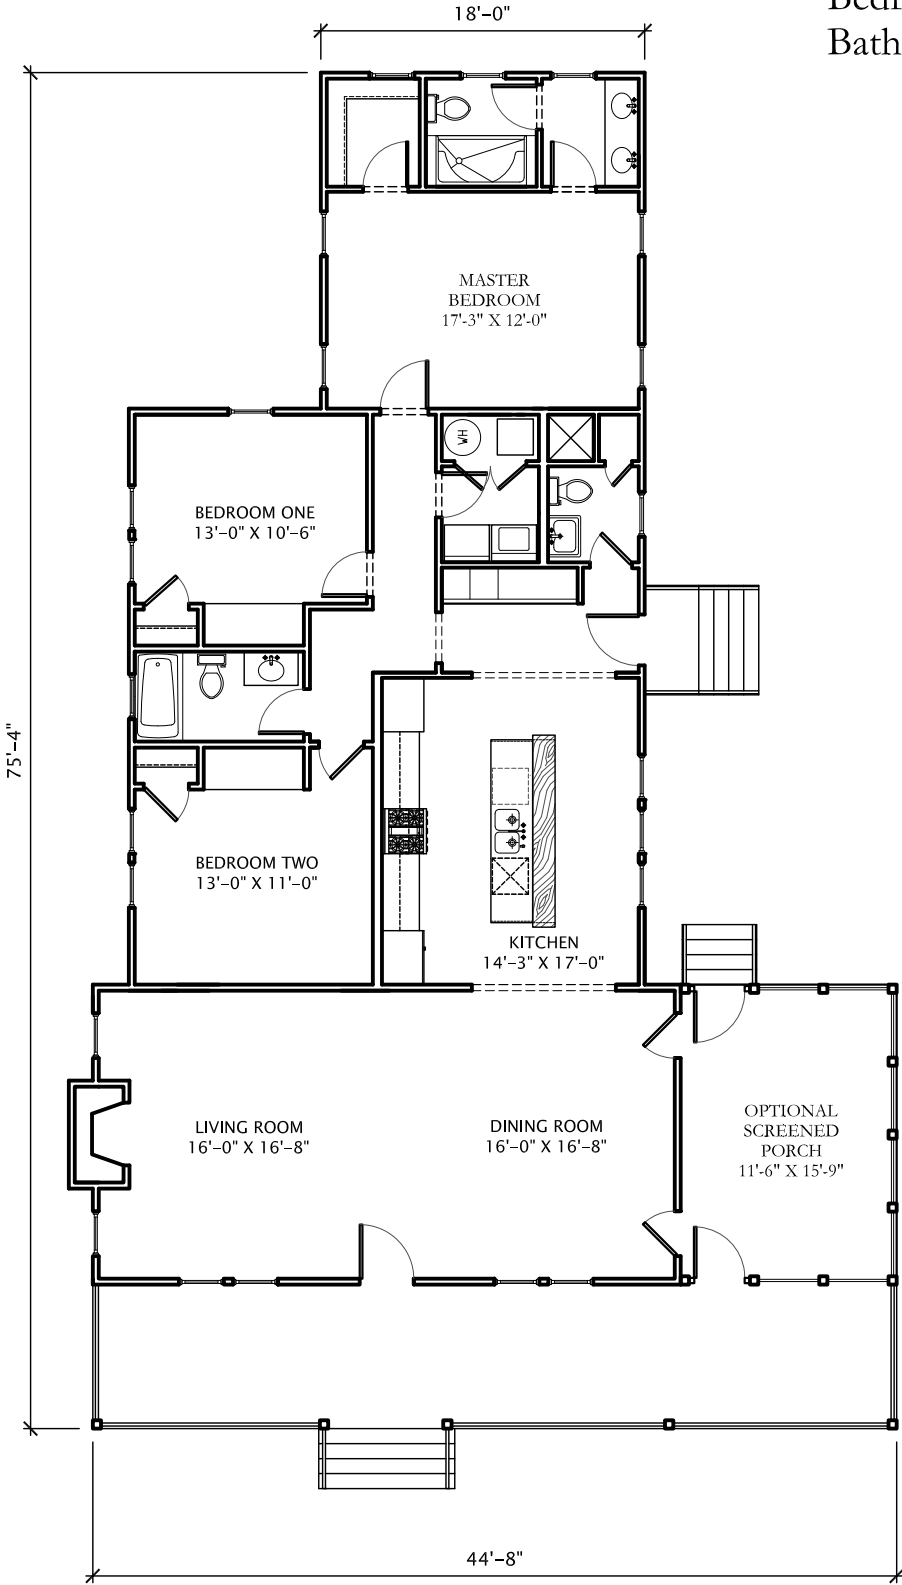 18'-0"
Bath
MASTER
BEDROOM
17'-3" X 12'-0"
WH
BEDROOM ONE
13'-0" X 10'-6"
75'-4"
BEDROOM TWO
13'-0" X 11'-0"
KITCHEN
14'-3" X 17'-0"
LIVING ROOM
16'-0" X 16'-8"
DINING ROOM
16'-0" X 16'-8"
OPTIONAL
SCREENED
PORCH
11'-6" X 15'-9"
44'-8"